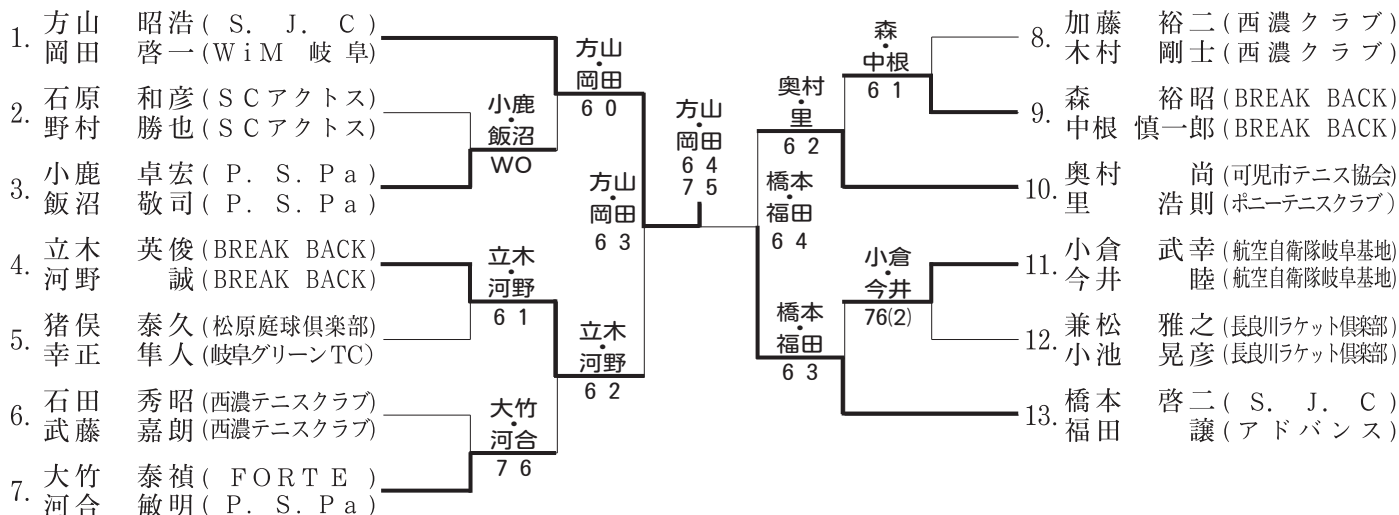 1. 方山 昭浩 (S. J. C)
岡田 啓一 (WiM 岐阜)
2. 石原 和彦 (SCアクトス)
野村 勝也 (SCアクトス)
3. 小鹿 卓宏 (P. S. Pa)
飯沼 敬司 (P. S. Pa)
4. 立木 英俊 (BREAK BACK)
河野 誠 (BREAK BACK)
5. 猪俣 泰久 (松原庭球倶楽部)
幸正 隼人 (岐阜グリーンTC)
6. 石田 秀昭 (西濃テニスクラブ)
武藤 嘉朗 (西濃テニスクラブ)
7. 大竹 泰禎 (FORTE)
河合 敏明 (P. S. Pa)
小鹿・飯沼
WO
立木・河野
6 1
大竹・河合
7 6
方山・岡田
6 0
立木・河野
6 2
方山・岡田
6 3
方山・岡田
6 4
7 5
橋本・福田
6 4
奥村・里
6 2
橋本・福田
6 3
森・中根
6 1
小倉・今井
76(2)
8. 加藤 裕二 (西濃クラブ)
木村 剛士 (西濃クラブ)
9. 森 裕昭 (BREAK BACK)
中根 慎一郎 (BREAK BACK)
10. 奥村 尚 (可児市テニス協会)
里 浩則 (ポニーテニスクラブ)
11. 小倉 武幸 (航空自衛隊岐阜基地)
今井 睦 (航空自衛隊岐阜基地)
12. 兼松 雅之 (長良川ラケット倶楽部)
小池 晃彦 (長良川ラケット倶楽部)
13. 橋本 啓二 (S. J. C)
福田 譲 (アドバンス)